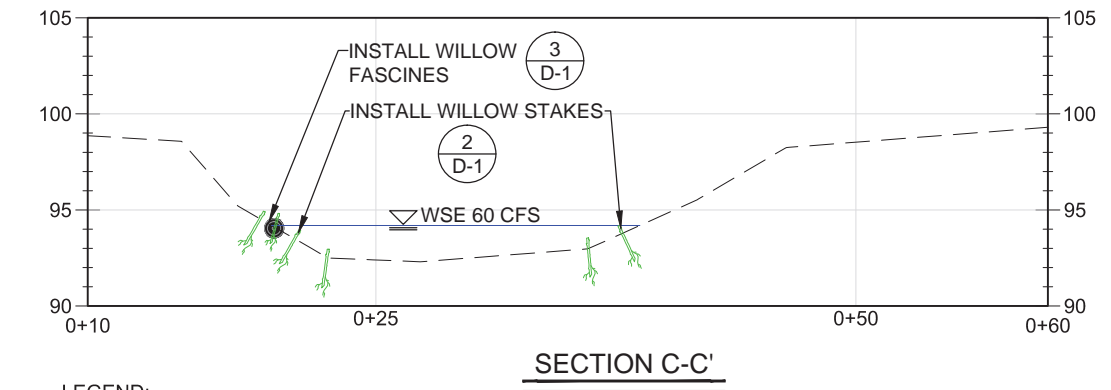 105
105
INSTALL WILLOW
FASCINES
3
D-1
100
100
INSTALL WILLOW STAKES
2
D-1
95
95
WSE 60 CFS
90
90
0+10
0+25
0+50
0+60
SECTION C-C'
LEGEND: